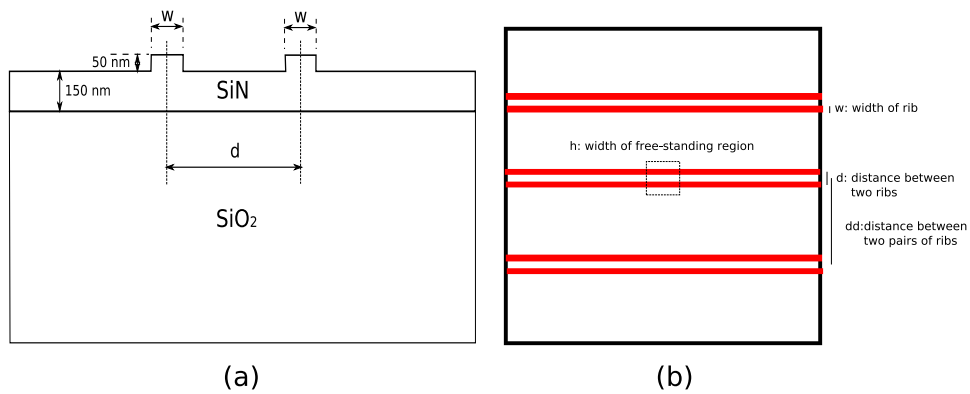 w
w
50 nm
150 nm
SiN
d
SiO2
(a)
w: width of rib
h: width of free-standing region
d: distance between
two ribs
dd:distance between
two pairs of ribs
(b)